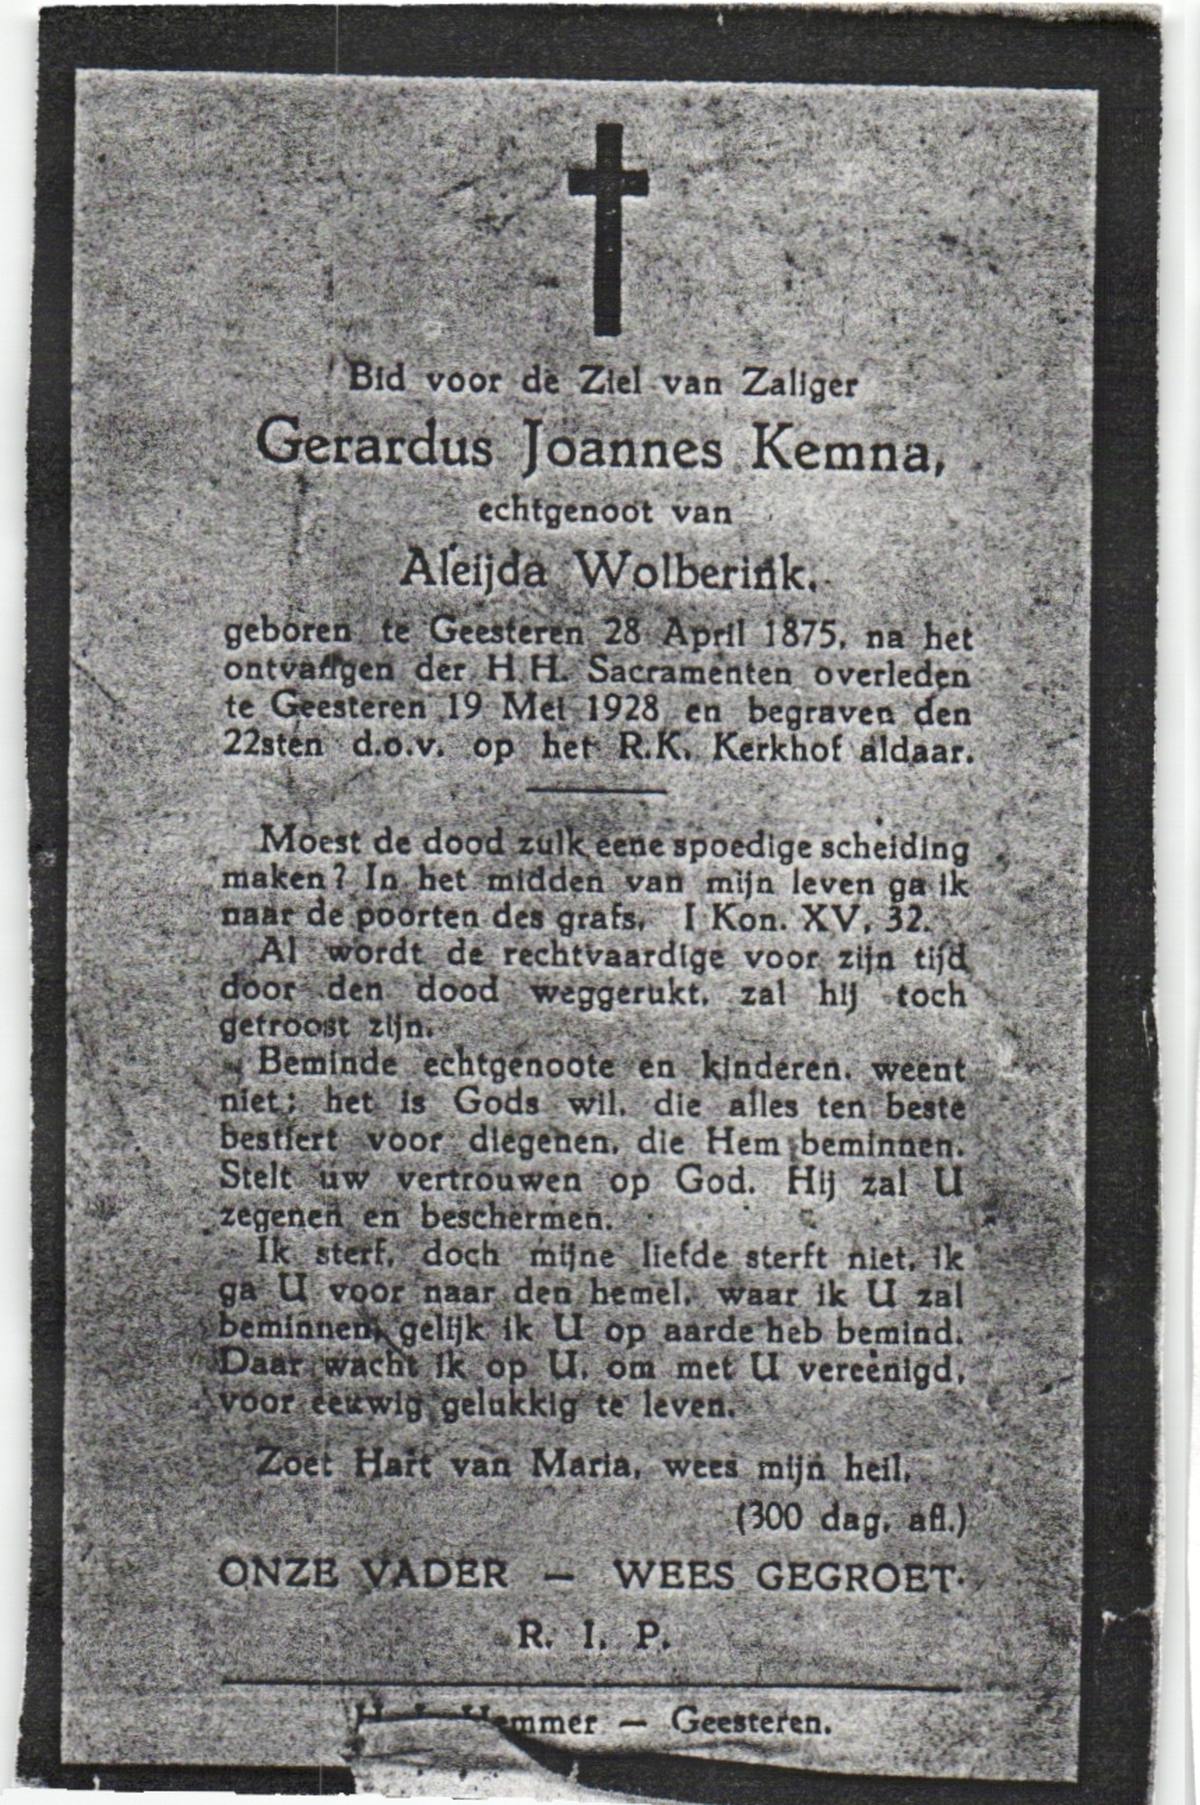 Bid voor de Ziel van Zaliger
Gerardus Joannes Kemna,
echtgenoot van
Aleijda Wolberink,
geboren te Geesteren 28 April 1875, na het
ontvangen der H.H. Sacramenten overleden
te Geesteren 19 Mei 1928 en begraven den
22sten d.o.v. op het R.K. Kerkhof aldaar.
Moest de dood zulk eene spoedige scheiding
maken? In het midden van mijn leven ga ik
naar de poorten des grafs, I Kon. XV, 32.
Al wordt de rechtvaardige voor zijn tijd
door den dood weggerukt, zal hij toch
getroost zijn.
Beminde echtgenoote en kinderen, weent
niet; het is Gods wil, die alles ten beste
bestiert voor diegenen, die Hem beminnen.
Stelt uw vertrouwen op God. Hij zal U
zegenen en beschermen.
Ik sterf, doch mijne liefde sterft niet, ik
ga U voor naar den hemel, waar ik U zal
beminnen, gelijk ik U op aarde heb bemind.
Daar wacht ik op U, om met U vereenigd,
voor eeuwig gelukkig te leven.
Zoet Hart van Maria, wees mijn heil,
(300 dag. afl.)
ONZE VADER — WEES GEGROET
R. I. P.
Hemmer — Geesteren.